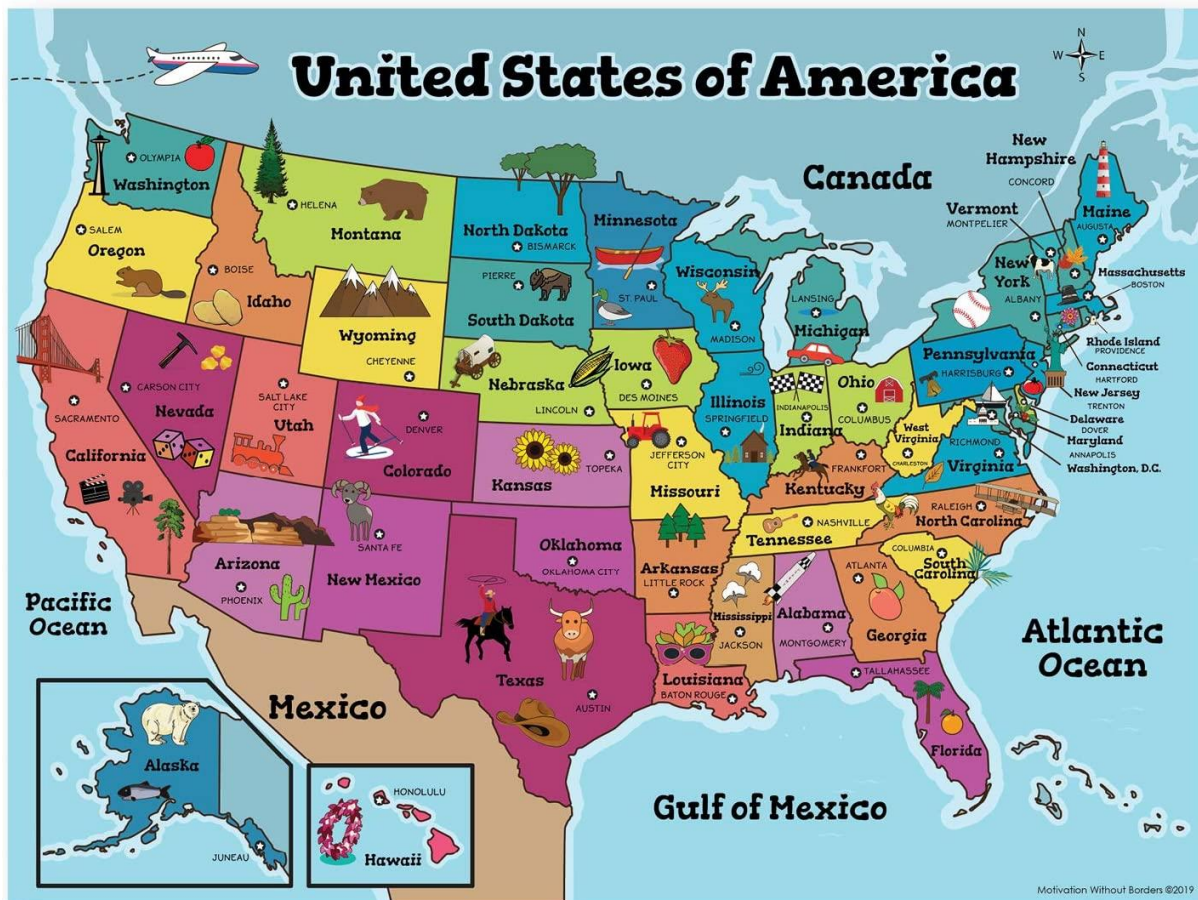 United States of America
N
W
E
S
Canada
New
Hampshire
CONCORD
Vermont
MONTPELIER
Maine
AUGUSTA
OLYMPIA
Washington
HELENA
Montana
North Dakota
BISMARCK
Minnesota
ST. PAUL
SALEM
Oregon
BOISE
Idaho
PIERRE
South Dakota
Wisconsin
MADISON
LANSING
Michigan
New
York
ALBANY
Massachusetts
BOSTON
Rhode Island
PROVIDENCE
Connecticut
HARTFORD
New Jersey
TRENTON
Delaware
DOVER
Maryland
ANNAPOLIS
Washington, D.C.
Wyoming
CHEYENNE
Nebraska
LINCOLN
Iowa
DES MOINES
Illinois
SPRINGFIELD
INDIANAPOLIS
Indiana
Ohio
COLUMBUS
Pennsylvania
HARRISBURG
CARSON CITY
Nevada
SALT LAKE
CITY
Utah
DENVER
Colorado
SACRAMENTO
California
TOPEKA
Kansas
JEFFERSON
CITY
Missouri
FRANKFORT
Kentucky
West
Virginia
CHARLESTON
RICHMOND
Virginia
RALEIGH
North Carolina
NASHVILLE
Tennessee
Arizona
PHOENIX
SANTA FE
New Mexico
Oklahoma
OKLAHOMA CITY
Arkansas
LITTLE ROCK
Mississippi
JACKSON
Alabama
MONTGOMERY
ATLANTA
Georgia
COLUMBIA
South
Carolina
Texas
AUSTIN
Louisiana
BATON ROUGE
TALLAHASSEE
Florida
Pacific
Ocean
Atlantic
Ocean
Mexico
Gulf of Mexico
Alaska
JUNEAU
HONOLULU
Hawaii
Motivation Without Borders ©2019